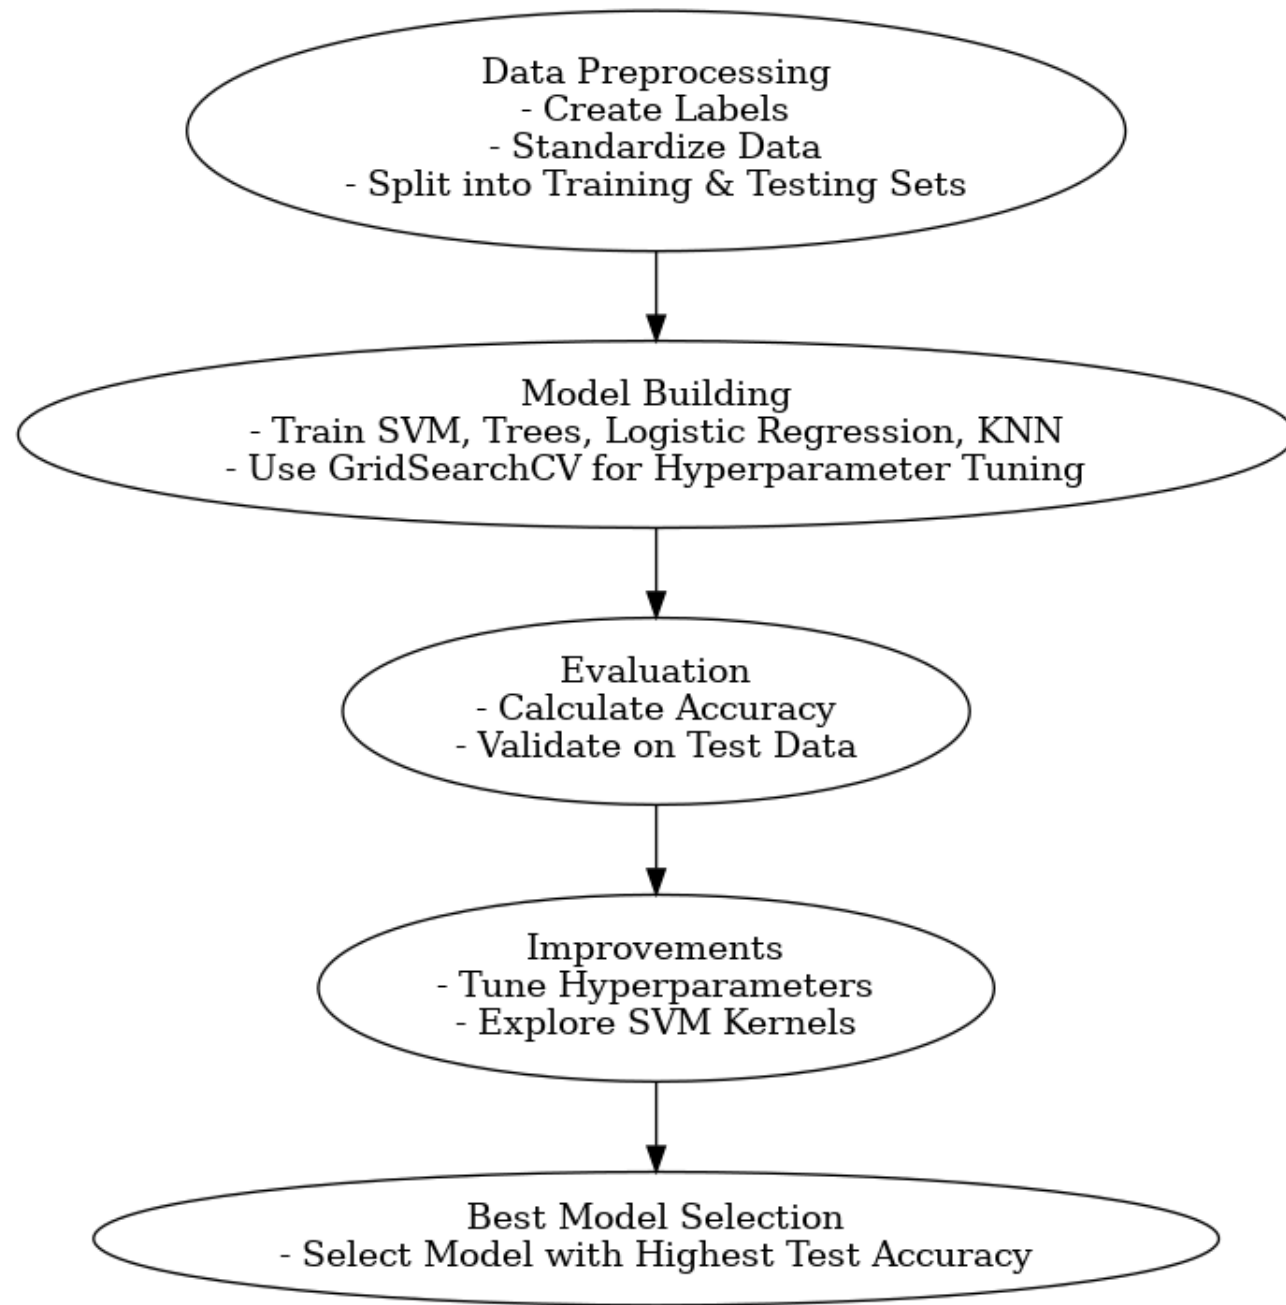 Data Preprocessing
- Create Labels
- Standardize Data
- Split into Training & Testing Sets
Model Building
- Train SVM, Trees, Logistic Regression, KNN
- Use GridSearchCV for Hyperparameter Tuning
Evaluation
- Calculate Accuracy
- Validate on Test Data
Improvements
- Tune Hyperparameters
- Explore SVM Kernels
Best Model Selection
- Select Model with Highest Test Accuracy